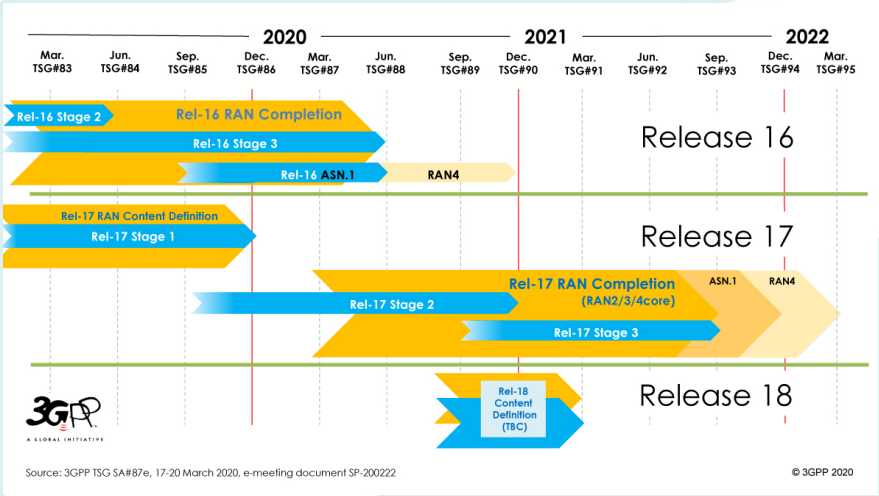 2020 2021 2022
Mar. Jun. Sep. Dec. Mar. Jun. Sep. Dec. Mar. Jun. Sep. Dec. Mar.
TSG#83 TSG#84 TSG#85 TSG#86 TSG#87 TSG#88 TSG#89 TSG#90 TSG#91 TSG#92 TSG#93 TSG#94 TSG#95
Rel-16 Stage 2 Rel-16 RAN Completion
Release 16
Rel-16 Stage 3
Rel-16 ASN.1 RAN4
Rel-17 RAN Content Definition
Rel-17 Stage 1
Release 17
Rel-17 RAN Completion ASN.1 RAN4
(RAN2/3/4core)
Rel-17 Stage 2
Rel-17 Stage 3
Release 18
Rel-18
Content
Definition
(TBC)
3GPP
A GLOBAL INITIATIVE
Source: 3GPP TSG SA#87e, 17-20 March 2020, e-meeting document SP-200222 © 3GPP 2020